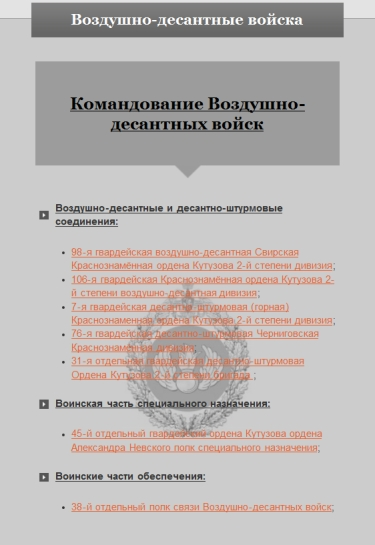 Воздушно-десантные войска
Командование Воздушно-
десантных войск
Воздушно-десантные и десантно-штурмовые
соединения:
98-я гвардейская воздушно-десантная Свирская
Краснознамённая ордена Кутузова 2-й степени дивизия;
106-я гвардейская Краснознамённая ордена Кутузова 2-
й степени воздушно-десантная дивизия;
7-я гвардейская десантно-штурмовая (горная)
Краснознаменная ордена Кутузова 2-й степени дивизия;
76-я гвардейская десантно-штурмовая Черниговская
Краснознамённая дивизия;
31-я отдельная гвардейская десантно-штурмовая
Ордена Кутузова 2-й степени бригада ;
Воинская часть специального назначения:
45-й отдельный гвардейский ордена Кутузова ордена
Александра Невского полк специального назначения;
Воинские части обеспечения:
38-й отдельный полк связи Воздушно-десантных войск;